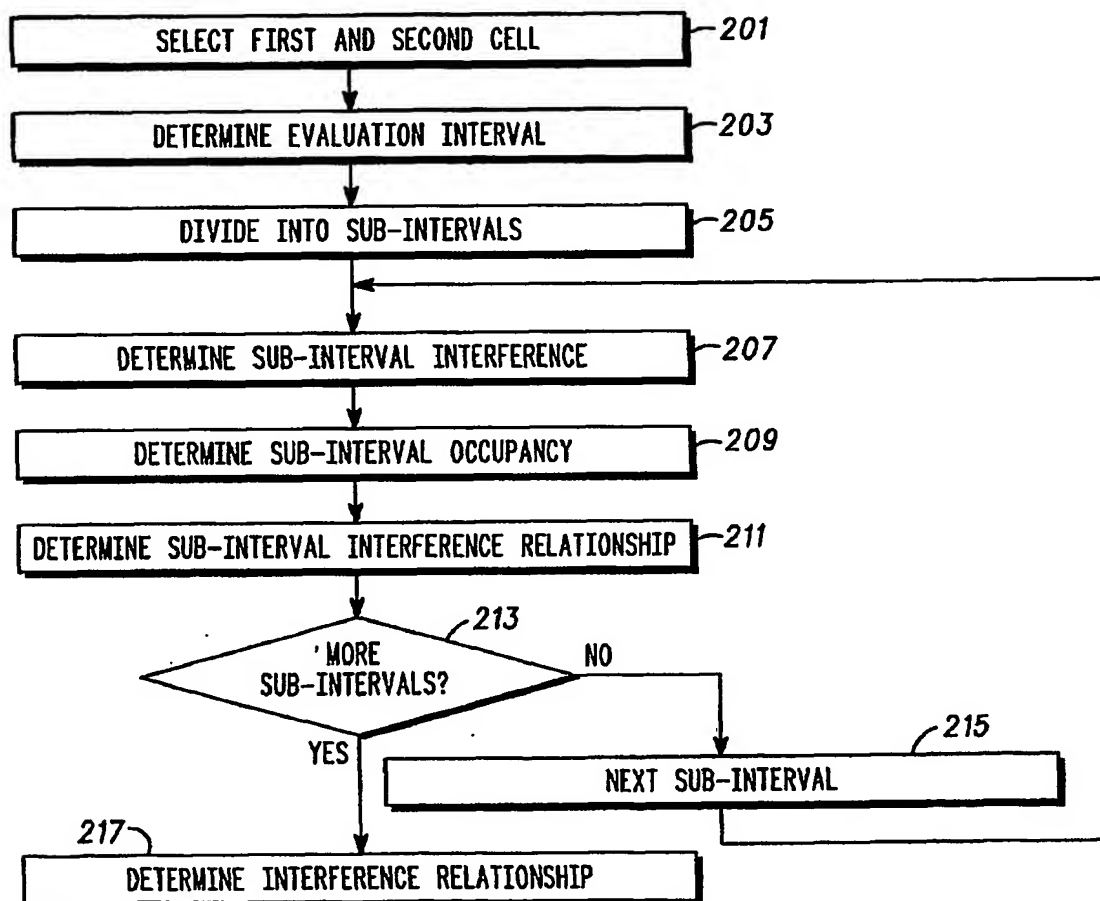 SELECT FIRST AND SECOND CELL
201
DETERMINE EVALUATION INTERVAL
203
DIVIDE INTO SUB-INTERVALS
205
DETERMINE SUB-INTERVAL INTERFERENCE
207
DETERMINE SUB-INTERVAL OCCUPANCY
209
DETERMINE SUB-INTERVAL INTERFERENCE RELATIONSHIP
211
213
MORE
SUB-INTERVALS?
NO
YES
215
NEXT SUB-INTERVAL
217
DETERMINE INTERFERENCE RELATIONSHIP